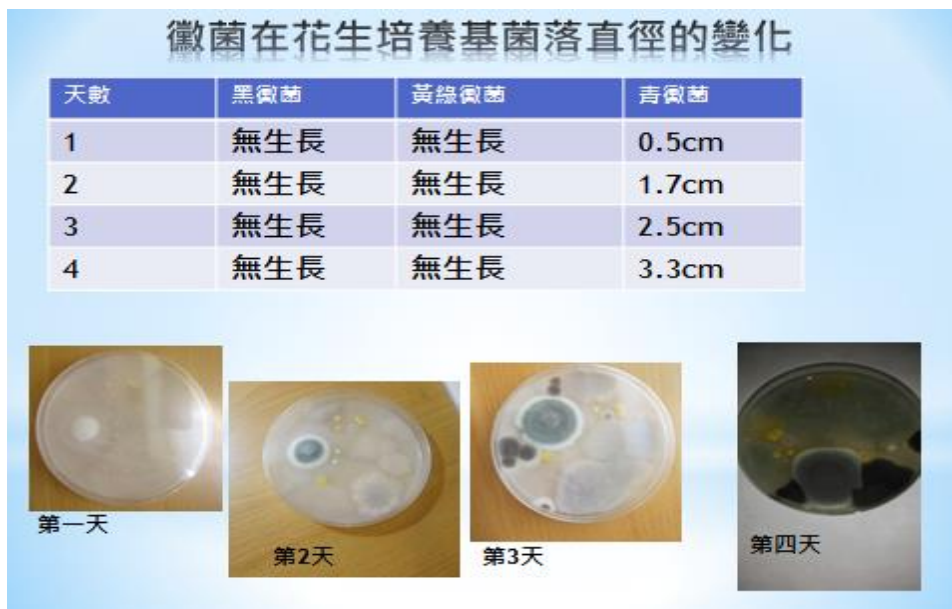 黴菌在花生培養基菌落直徑的變化
天數 黑黴菌 黃綠黴菌 青黴菌
1 無生長 無生長 0.5cm
2 無生長 無生長 1.7cm
3 無生長 無生長 2.5cm
4 無生長 無生長 3.3cm
第一天
第2天
第3天
第四天